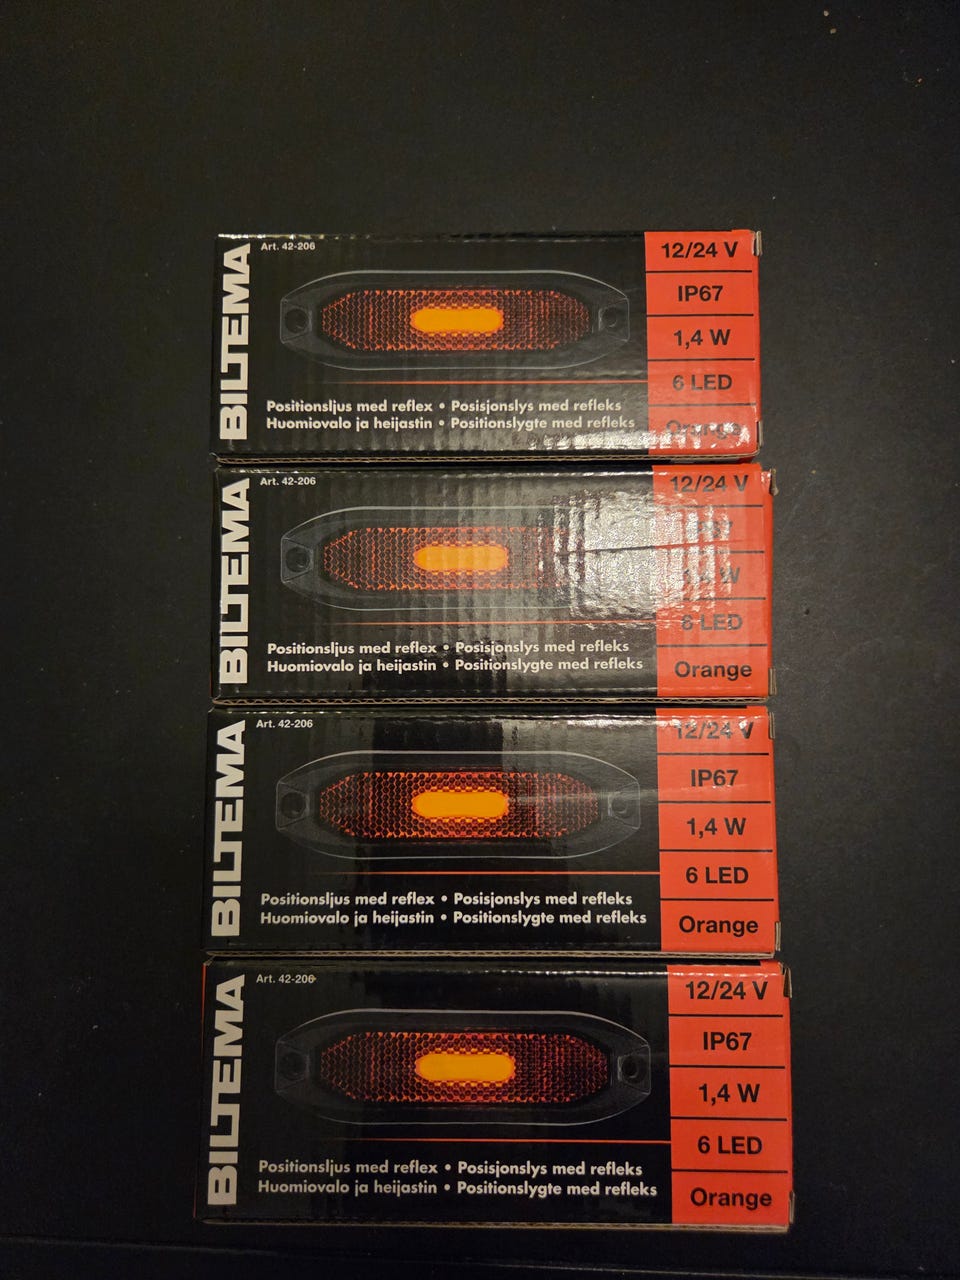 BILTEMA
Art. 42-206
12/24 V
IP67
1,4 W
6 LED
Orange
Positionsljus med reflex • Posisjonslys med refleks
Huomiovalo ja heijastin • Positionslygte med refleks
BILTEMA
Art. 42-206
12/24 V
W
6 LED
Orange
Positionsljus med reflex • Posisjonslys med refleks
Huomiovalo ja heijastin • Positionslygte med refleks
BILTEMA
Art. 42-206
12/24 V
IP67
1,4 W
6 LED
Orange
Positionsljus med reflex • Posisjonslys med refleks
Huomiovalo ja heijastin • Positionslygte med refleks
BILTEMA
Art. 42-206
12/24 V
IP67
1,4 W
6 LED
Orange
Positionsljus med reflex • Posisjonslys med refleks
Huomiovalo ja heijastin • Positionslygte med refleks